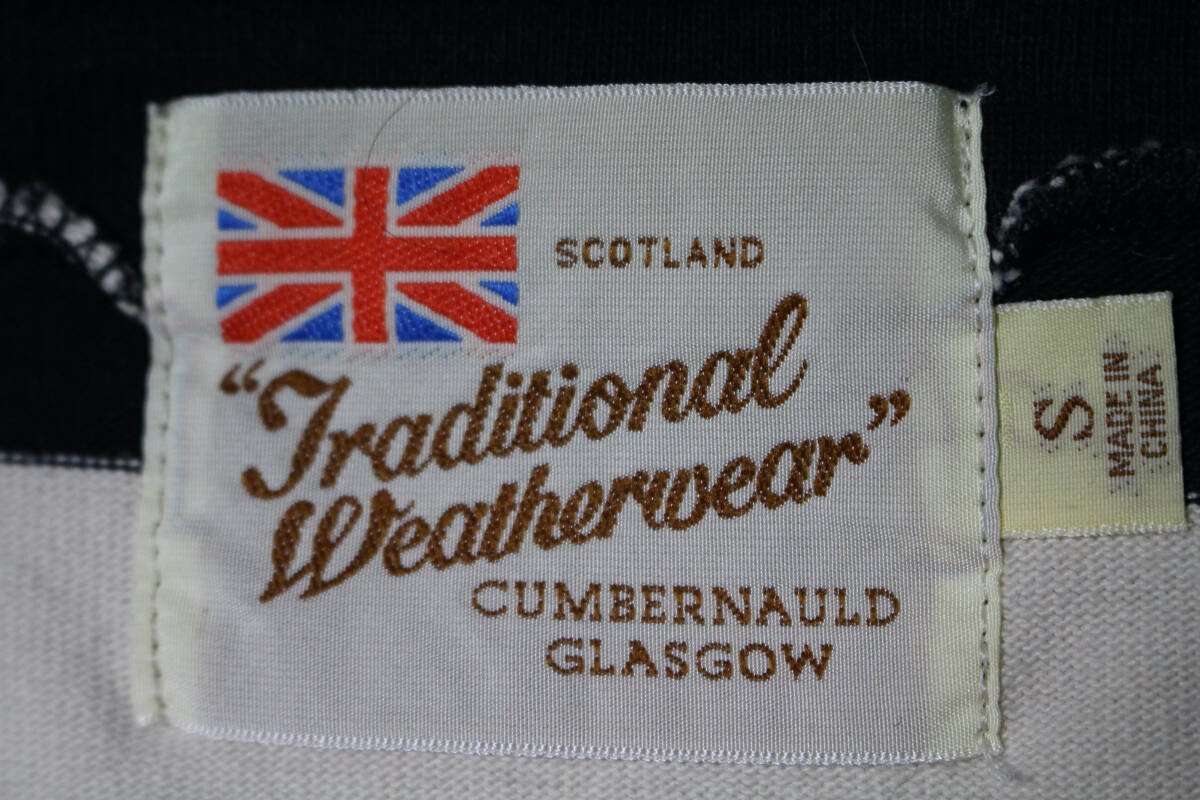 SCOTLAND
“Traditional
Weatherwear”
CUMBERNAULD
GLASGOW
S
MADE IN
CHINA